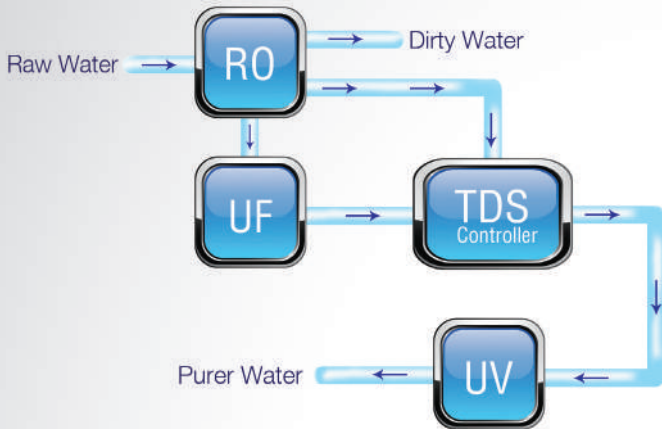 RO
Dirty Water
Raw Water
UF
TDS
Controller
Purer Water
UV